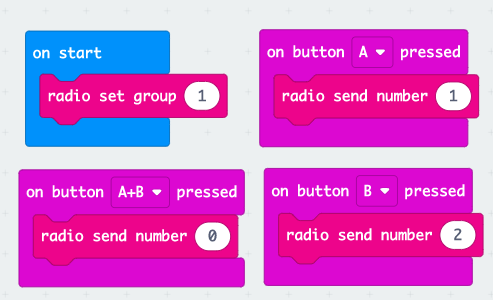 on start
radio set group 1
on button A pressed
radio send number 1
on button A+B pressed
radio send number 0
on button B pressed
radio send number 2